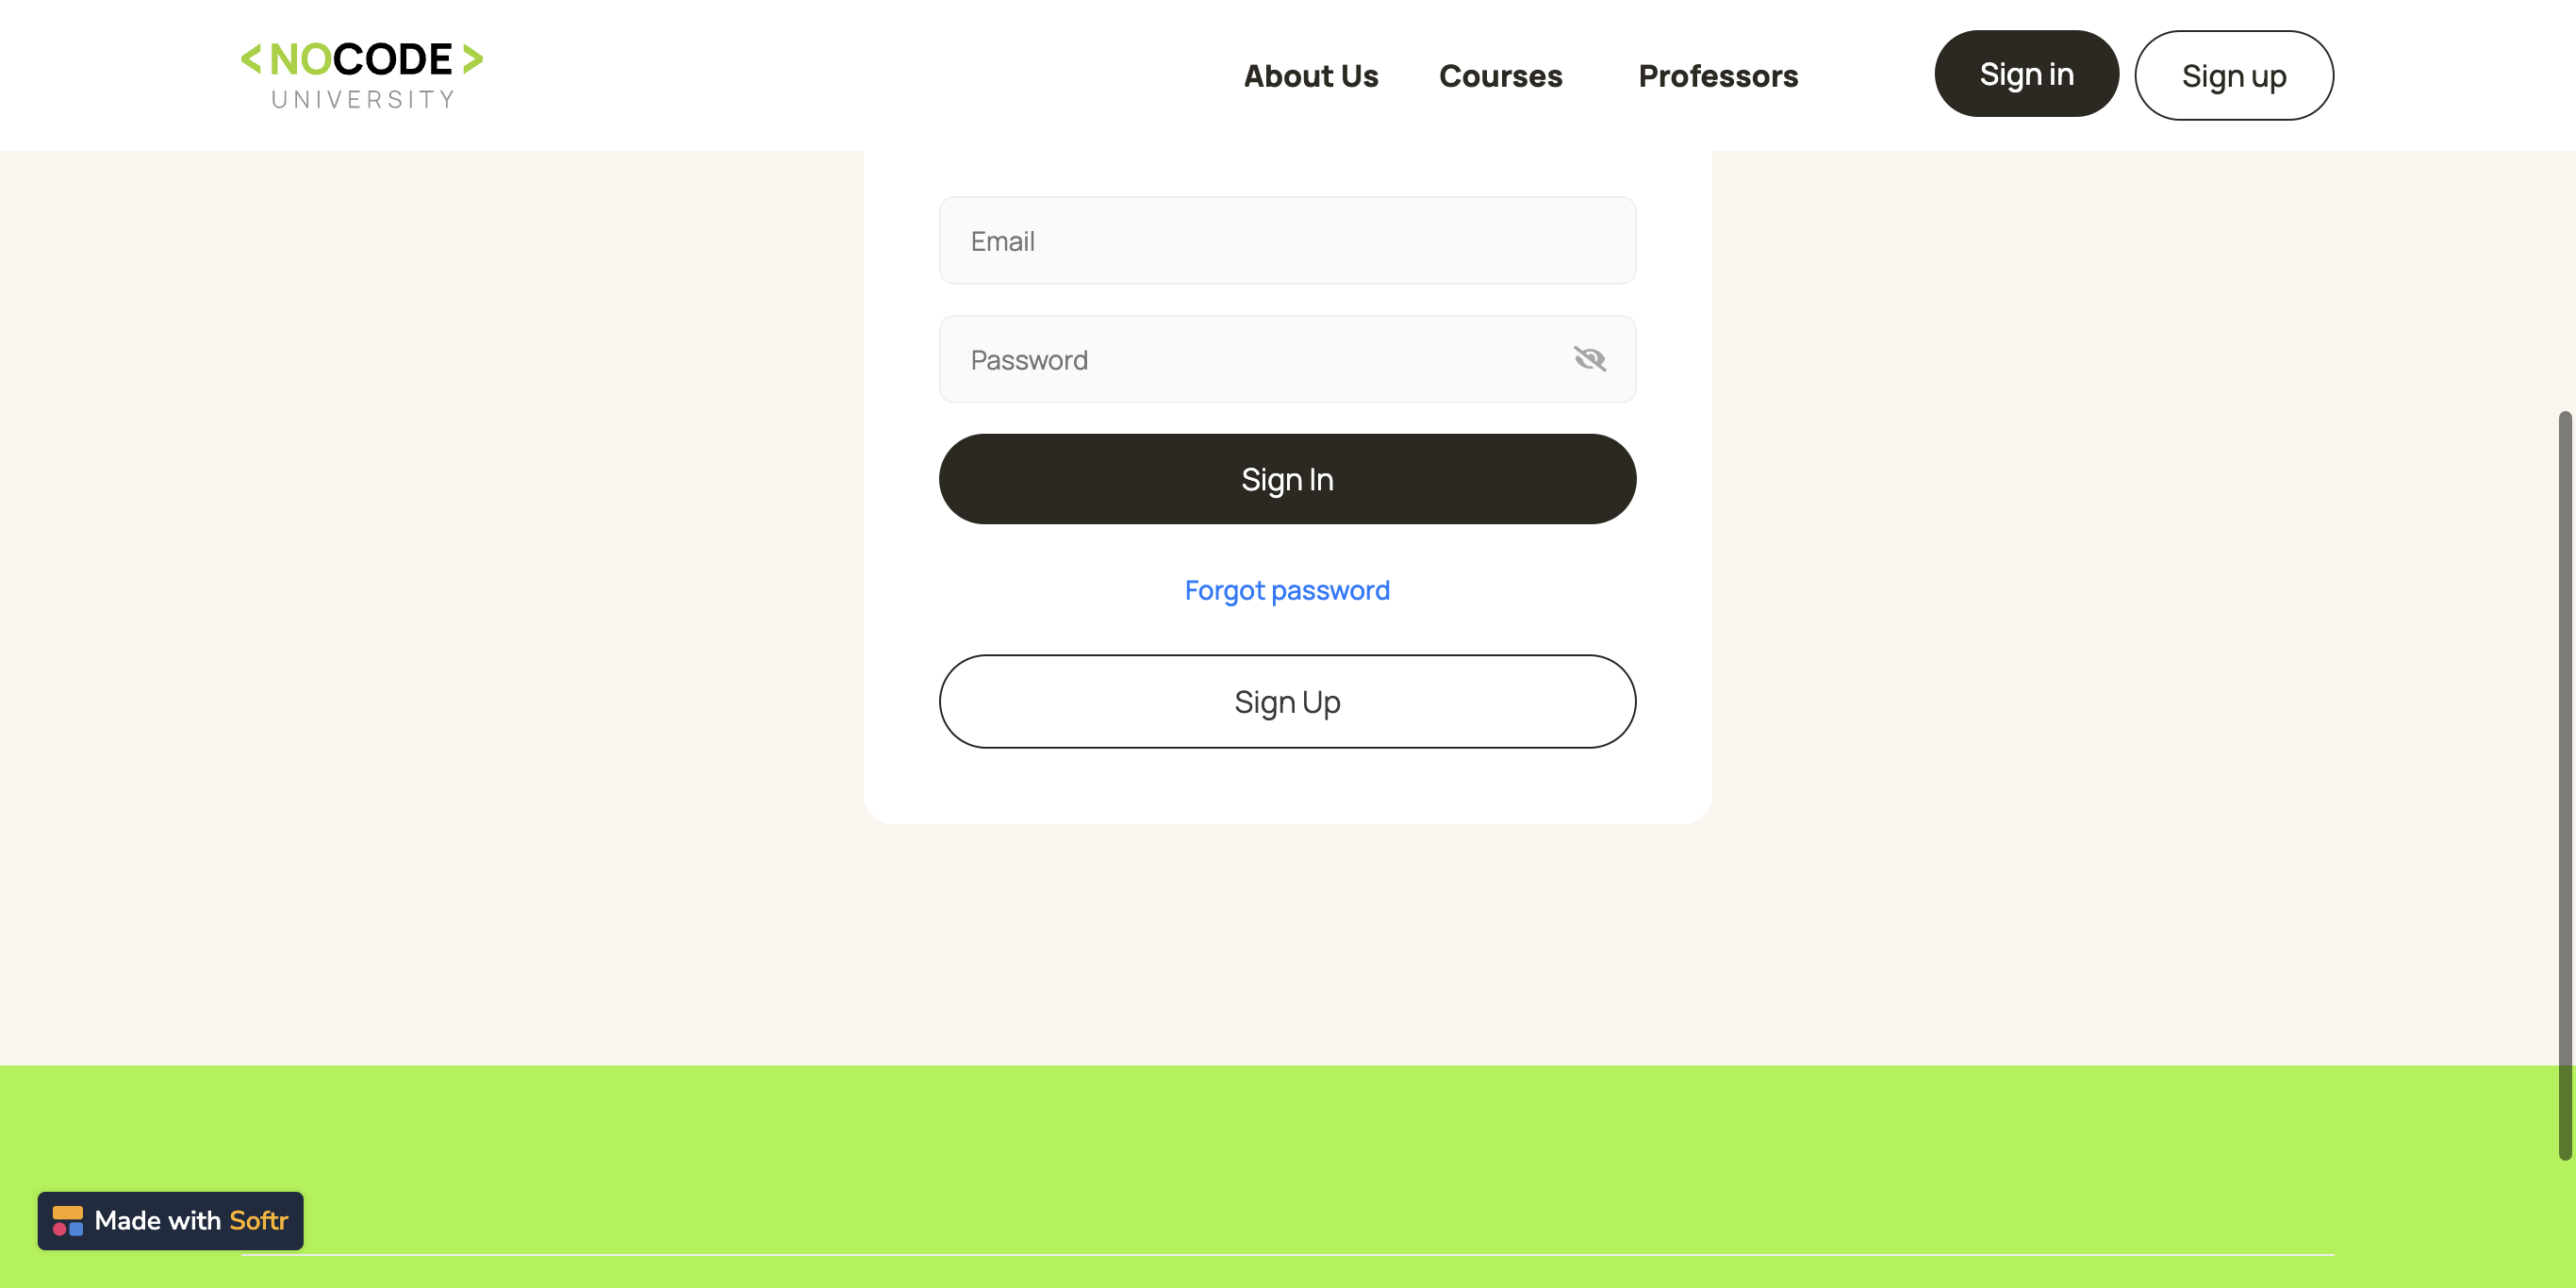 <NOCODE>
UNIVERSITY
About Us Courses Professors Sign in Sign up
Email
Password
Sign In
Forgot password
Sign Up
Made with Softr